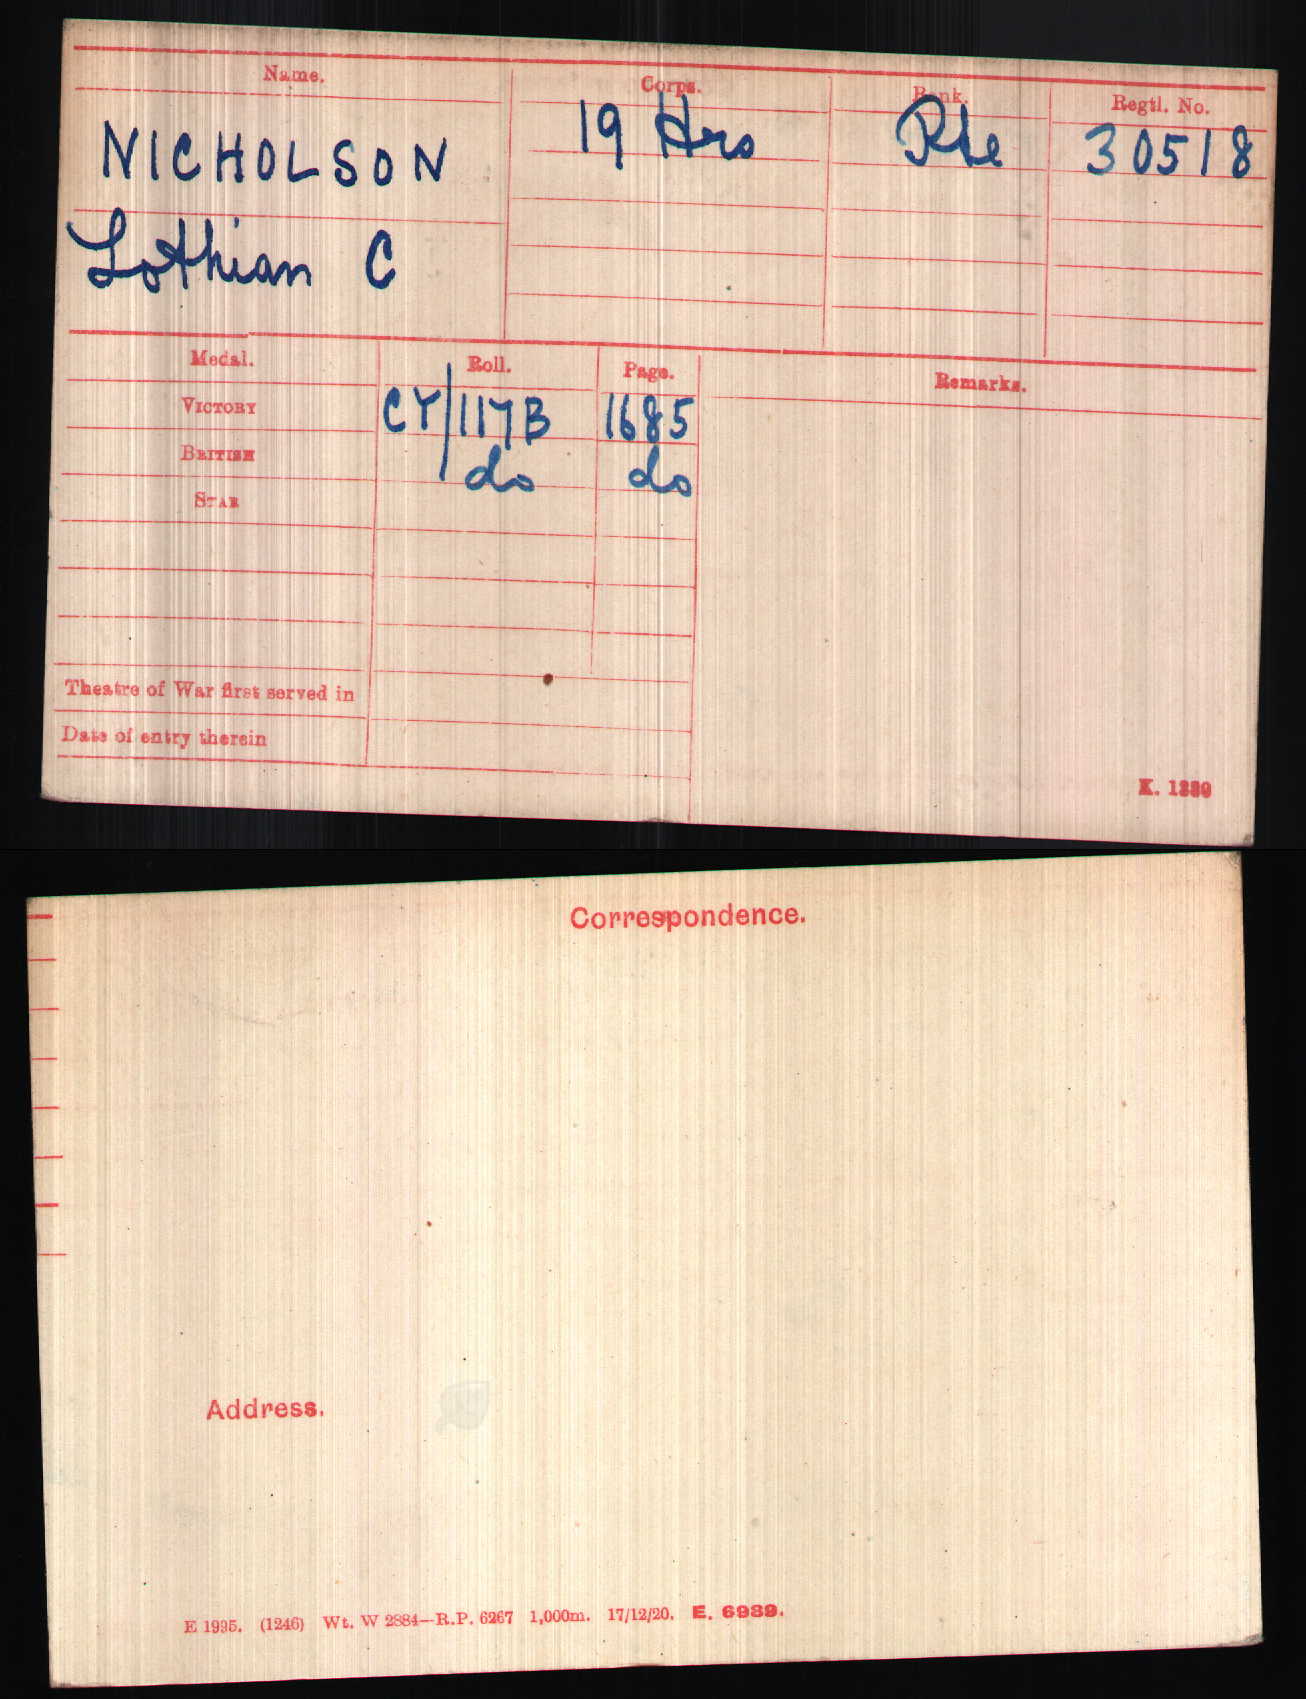 Name. Corps. Rank. Regtl. No.
NICHOLSON 19 Hrs Pte 30518
Lothian C
Medal. Roll. Page. Remarks.
VICTORY CY/117B 1685
BRITISH do do
STAR
Theatre of War first served in
Date of entry therein
K. 1380
Correspondence.
Address.
E 1995. (1246) Wt. W 2884—R.P. 6267 1,000m. 17/12/20. E. 6989.